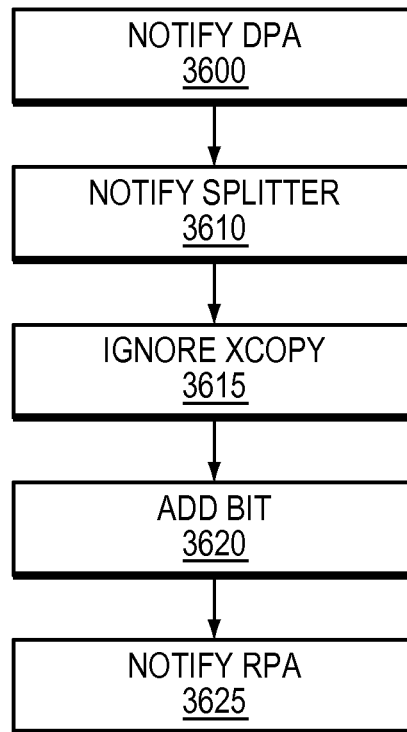 NOTIFY DPA
3600
NOTIFY SPLITTER
3610
IGNORE XCOPY
3615
ADD BIT
3620
NOTIFY RPA
3625